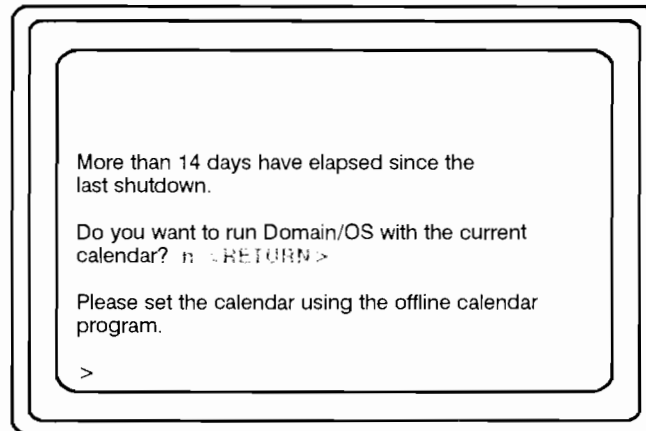 More than 14 days have elapsed since the
last shutdown.
Do you want to run Domain/OS with the current
calendar? n <RETURN>
Please set the calendar using the offline calendar
program.
>